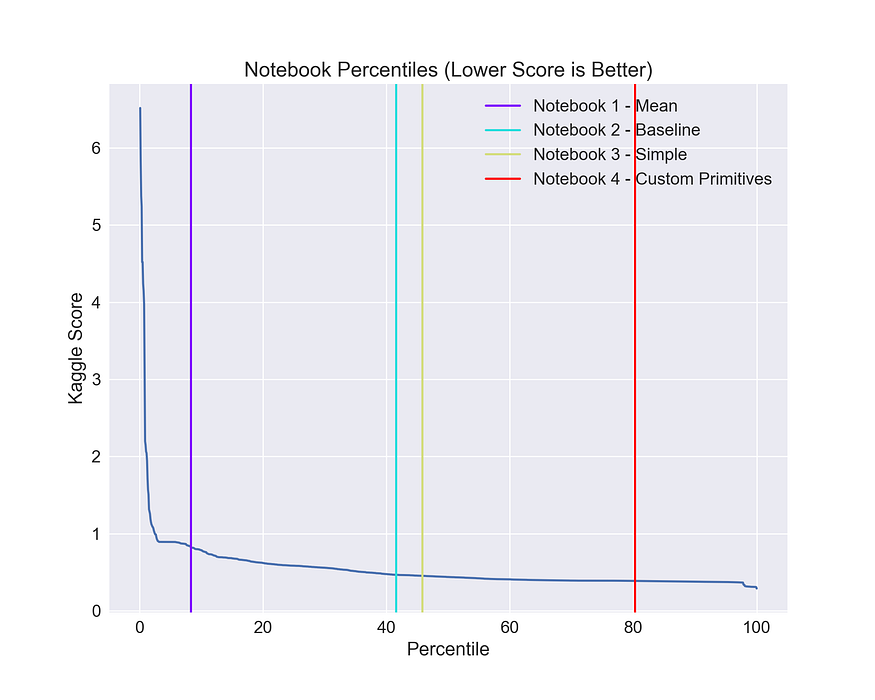 Notebook Percentiles (Lower Score is Better)
Notebook 1 - Mean
Notebook 2 - Baseline
Notebook 3 - Simple
Notebook 4 - Custom Primitives
Kaggle Score
6
5
4
3
2
1
0
0 20 40 60 80 100
Percentile